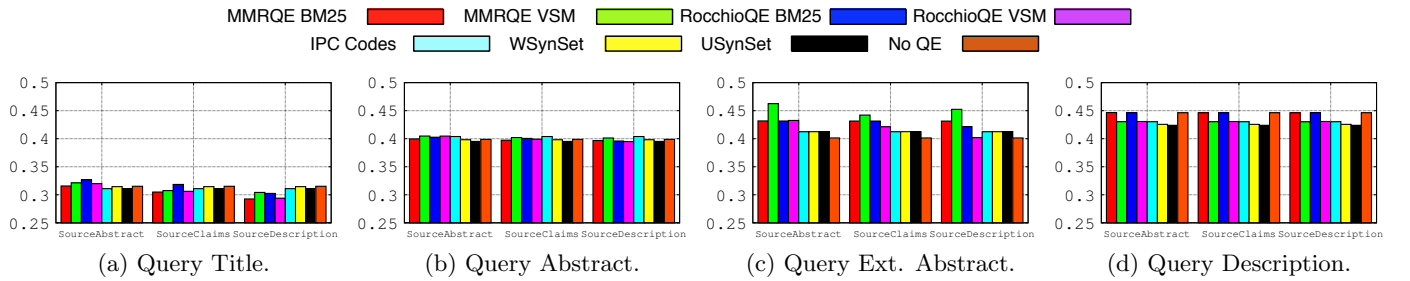 MMRQE BM25 MMRQE VSM RocchioQE BM25 RocchioQE VSM
IPC Codes WSynSet USynSet No QE
0.5 0.5 0.5 0.5
0.45 0.45 0.45 0.45
0.4 0.4 0.4 0.4
0.35 0.35 0.35 0.35
0.3 0.3 0.3 0.3
0.25 0.25 0.25 0.25
SourceAbstract SourceClaims SourceDescription SourceAbstract SourceClaims SourceDescription SourceAbstract SourceClaims SourceDescription SourceAbstract SourceClaims SourceDescription
(a) Query Title. (b) Query Abstract. (c) Query Ext. Abstract. (d) Query Description.